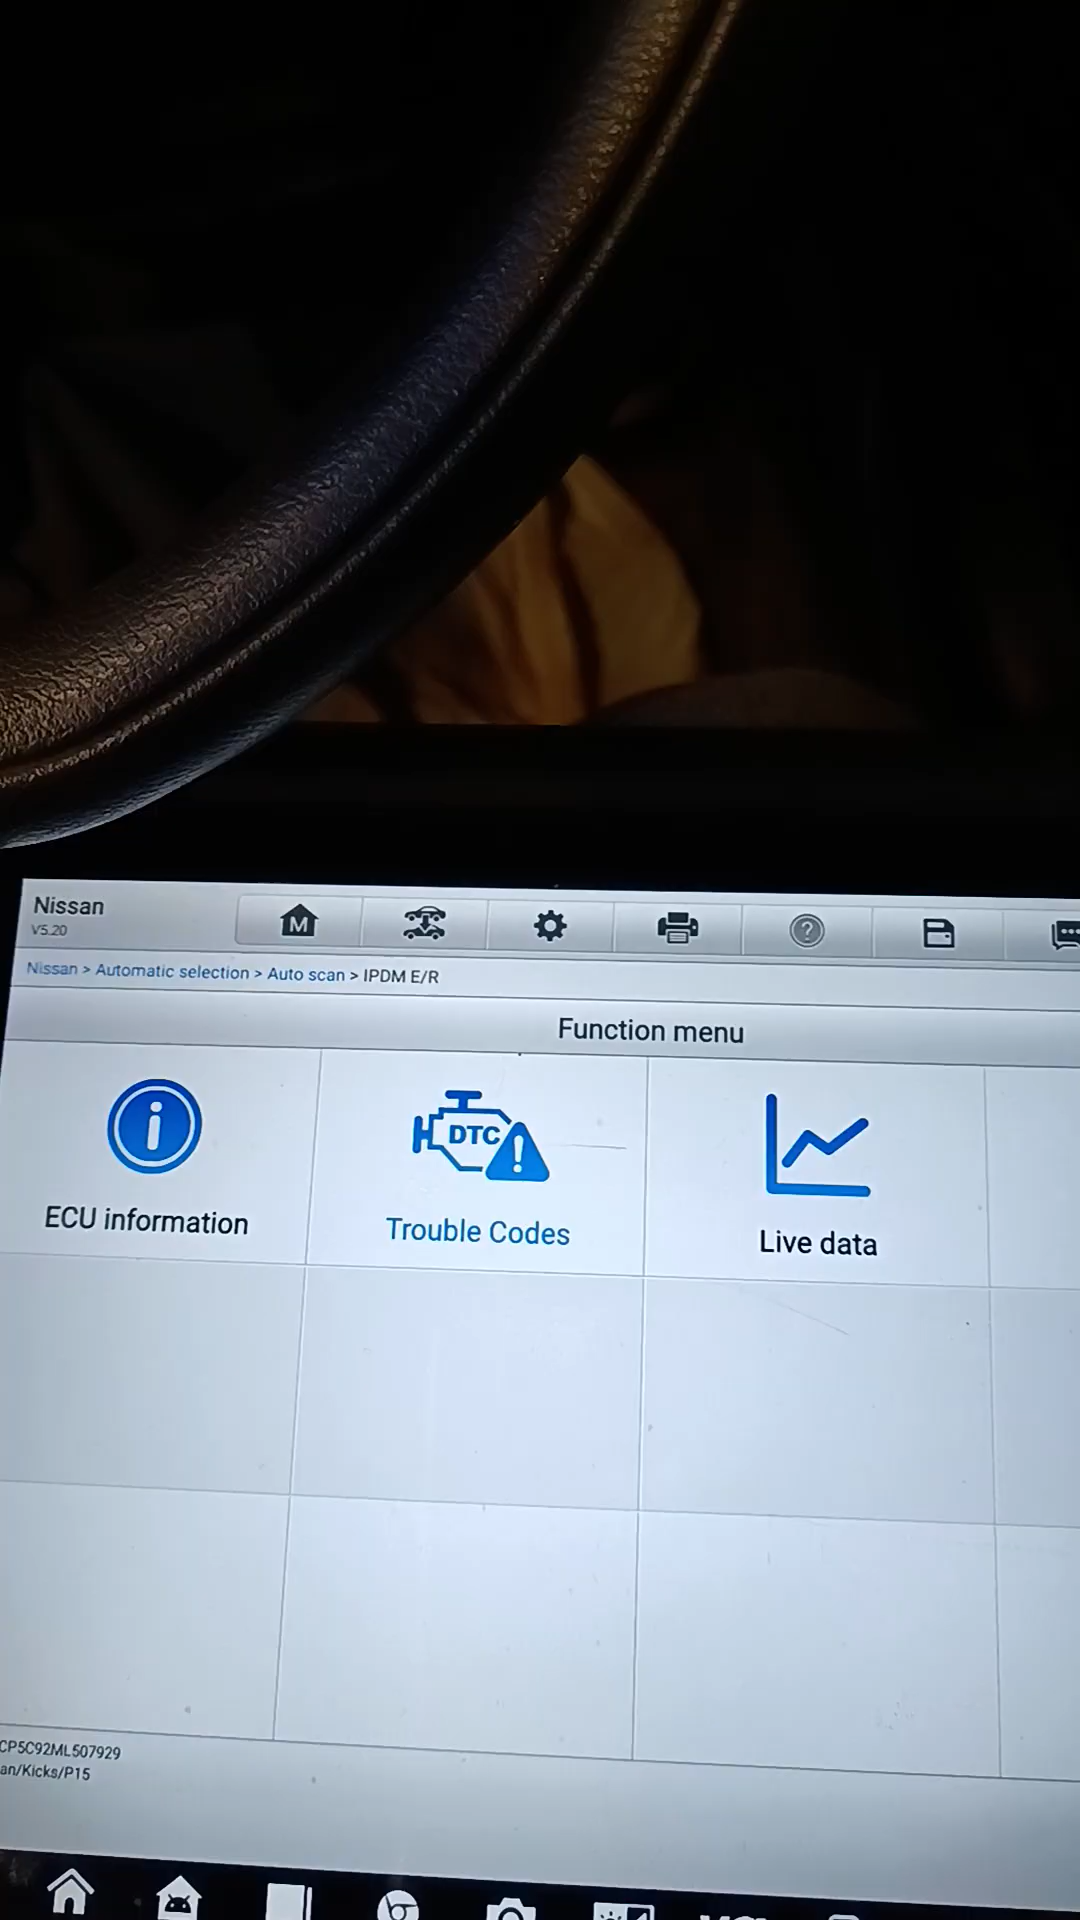 Nissan
V5.20
M
?
Nissan > Automatic selection > Auto scan > IPDM E/R
Function menu
i
DTC
!
ECU information
Trouble Codes
Live data
CP5C92ML507929
an/Kicks/P15